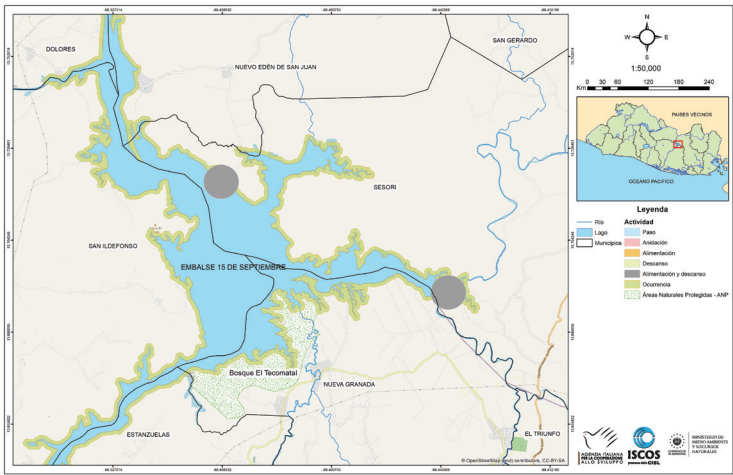 DOLORES
NUEVO EDÉN DE SAN JUAN
SAN GERARDO
SESORI
SAN ILDEFONSO
EMBALSE 15 DE SEPTIEMBRE
Bosque El Tecomatal
NUEVA GRANADA
ESTANZUELAS
EL TRIUNFO
© OpenStreetMap (and) contributors, CC-BY-SA
N
W E
S
1:50,000
Km
0 30 60 120 180 240
PAISES VECINOS
OCEANO PACIFICO
Leyenda
Río
Lago
Municipios
Actividad
Paso
Anidación
Alimentación
Descanso
Alimentación y descanso
Ocurrencia
Áreas Naturales Protegidas - ANP
AGENZIA ITALIANA
PER LA COOPERAZIONE
ALLO SVILUPPO
ISCOS
MINISTERIO DE
MEDIO AMBIENTE
Y RECURSOS
NATURALES